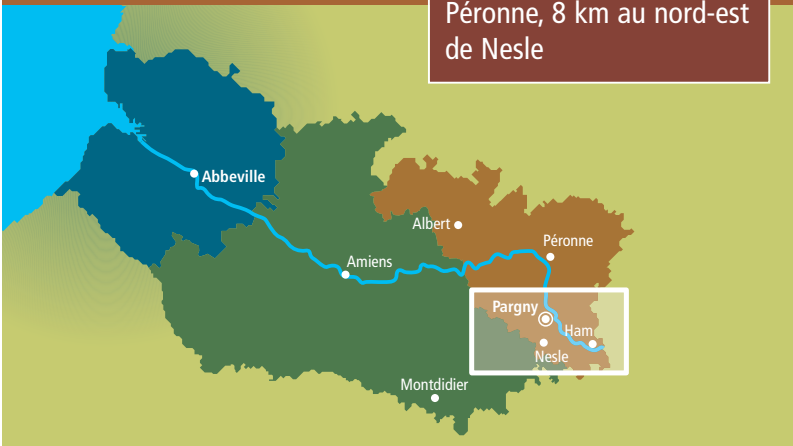 Péronne, 8 km au nord-est
de Nesle
Abbeville
Albert
Péronne
Amiens
Pargny
Ham
Nesle
Montdidier